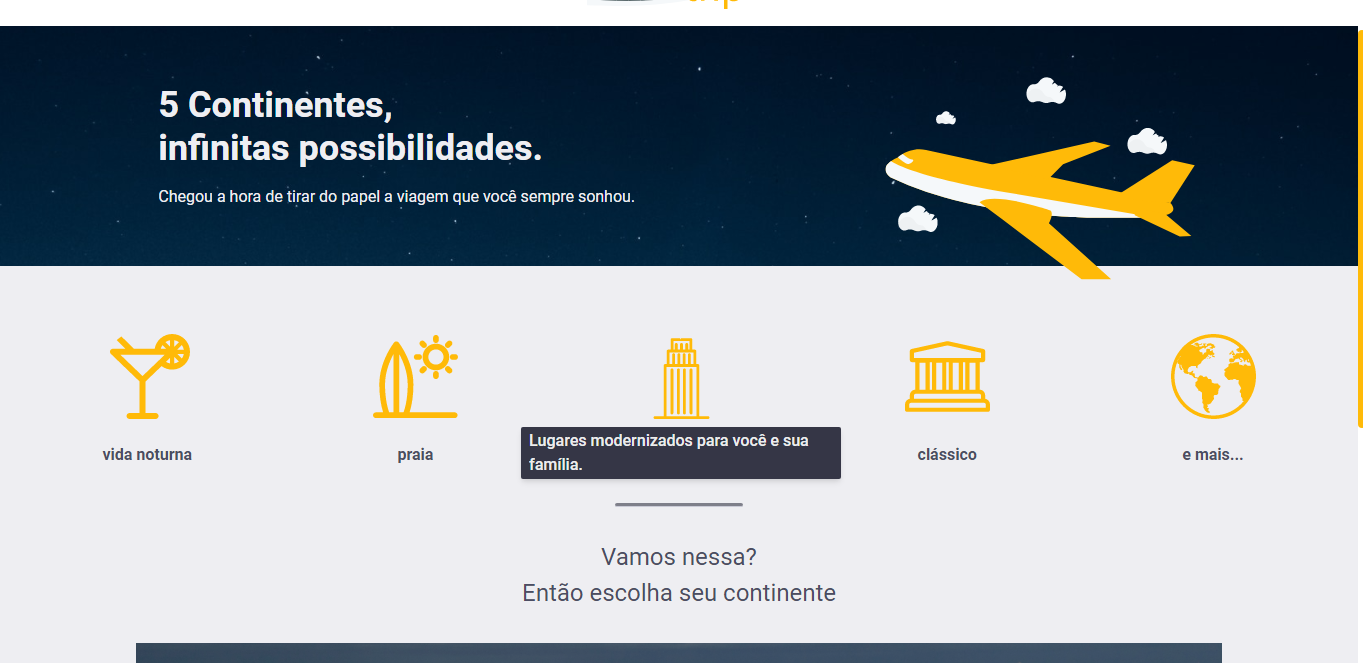 5 Continentes,
infinitas possibilidades.
Chegou a hora de tirar do papel a viagem que você sempre sonhou.
vida noturna
praia
Lugares modernizados para você e sua
família.
clássico
e mais...
Vamos nessa?
Então escolha seu continente